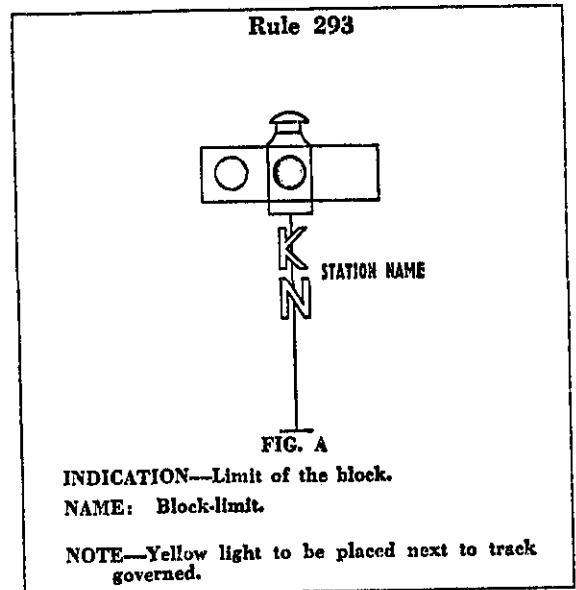 Rule 293
K
STATION NAME
N
FIG. A
INDICATION—Limit of the block.
NAME: Block-limit.
NOTE—Yellow light to be placed next to track
governed.